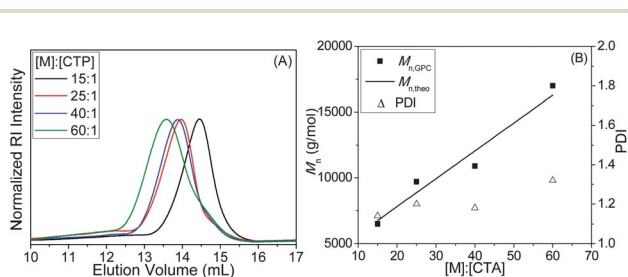 (A)
[M]:[CTP]
15:1
25:1
40:1
60:1
Normalized RI Intensity
10 11 12 13 14 15 16 17
Elution Volume (mL)
(B)
Mn,GPC
Mn,theo
PDI
20000
15000
10000
5000
Mn (g/mol)
2.0
1.8
1.6
1.4
1.2
1.0
PDI
10 20 30 40 50 60 70
[M]:[CTA]